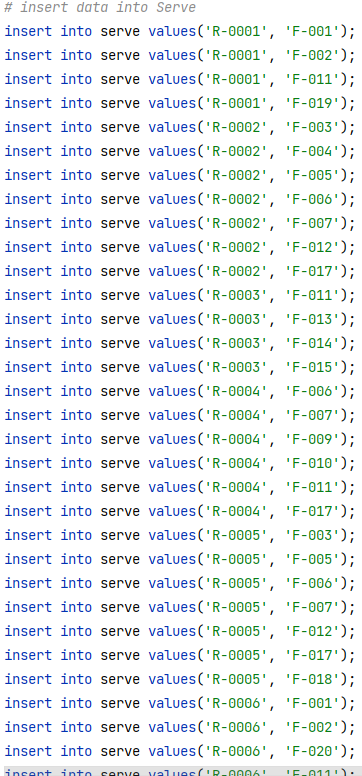 # insert data into Serve
insert into serve values('R-0001', 'F-001');
insert into serve values('R-0001', 'F-002');
insert into serve values('R-0001', 'F-011');
insert into serve values('R-0001', 'F-019');
insert into serve values('R-0002', 'F-003');
insert into serve values('R-0002', 'F-004');
insert into serve values('R-0002', 'F-005');
insert into serve values('R-0002', 'F-006');
insert into serve values('R-0002', 'F-007');
insert into serve values('R-0002', 'F-012');
insert into serve values('R-0002', 'F-017');
insert into serve values('R-0003', 'F-011');
insert into serve values('R-0003', 'F-013');
insert into serve values('R-0003', 'F-014');
insert into serve values('R-0003', 'F-015');
insert into serve values('R-0004', 'F-006');
insert into serve values('R-0004', 'F-007');
insert into serve values('R-0004', 'F-009');
insert into serve values('R-0004', 'F-010');
insert into serve values('R-0004', 'F-011');
insert into serve values('R-0004', 'F-017');
insert into serve values('R-0005', 'F-003');
insert into serve values('R-0005', 'F-005');
insert into serve values('R-0005', 'F-006');
insert into serve values('R-0005', 'F-007');
insert into serve values('R-0005', 'F-012');
insert into serve values('R-0005', 'F-017');
insert into serve values('R-0005', 'F-018');
insert into serve values('R-0006', 'F-001');
insert into serve values('R-0006', 'F-002');
insert into serve values('R-0006', 'F-020');
insert into serve values('R-0006', 'F-011');